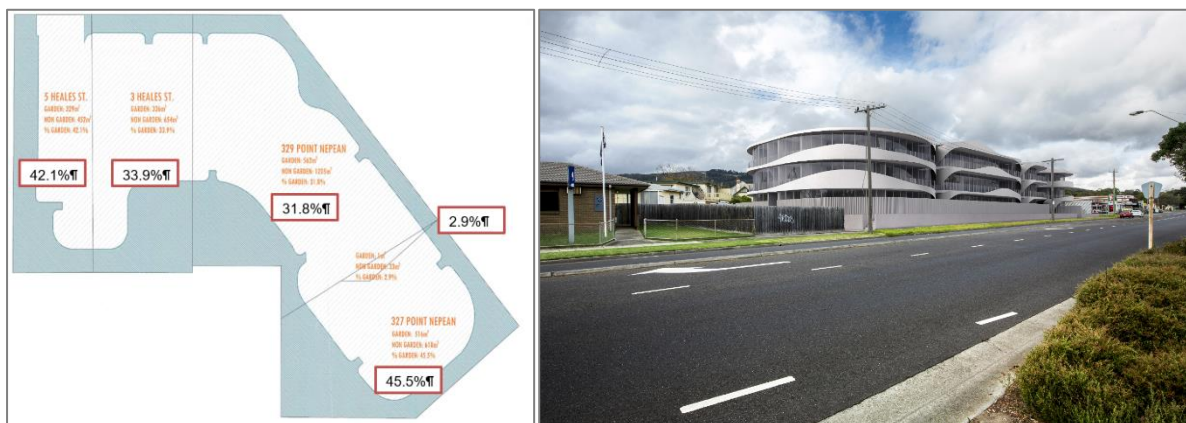 5 HEALES ST.
GARDEN: 329m²
NON GARDEN: 452m²
% GARDEN: 42.1%
3 HEALES ST.
GARDEN: 336m²
NON GARDEN: 654m²
% GARDEN: 33.9%
42.1%¶
33.9%¶
329 POINT NEPEAN
GARDEN: 562m²
NON GARDEN: 1205m²
% GARDEN: 31.8%
31.8%¶
2.9%¶
GARDEN: 1m²
NON GARDEN: 33m²
% GARDEN: 2.9%
327 POINT NEPEAN
GARDEN: 516m²
NON GARDEN: 618m²
% GARDEN: 45.5%
45.5%¶